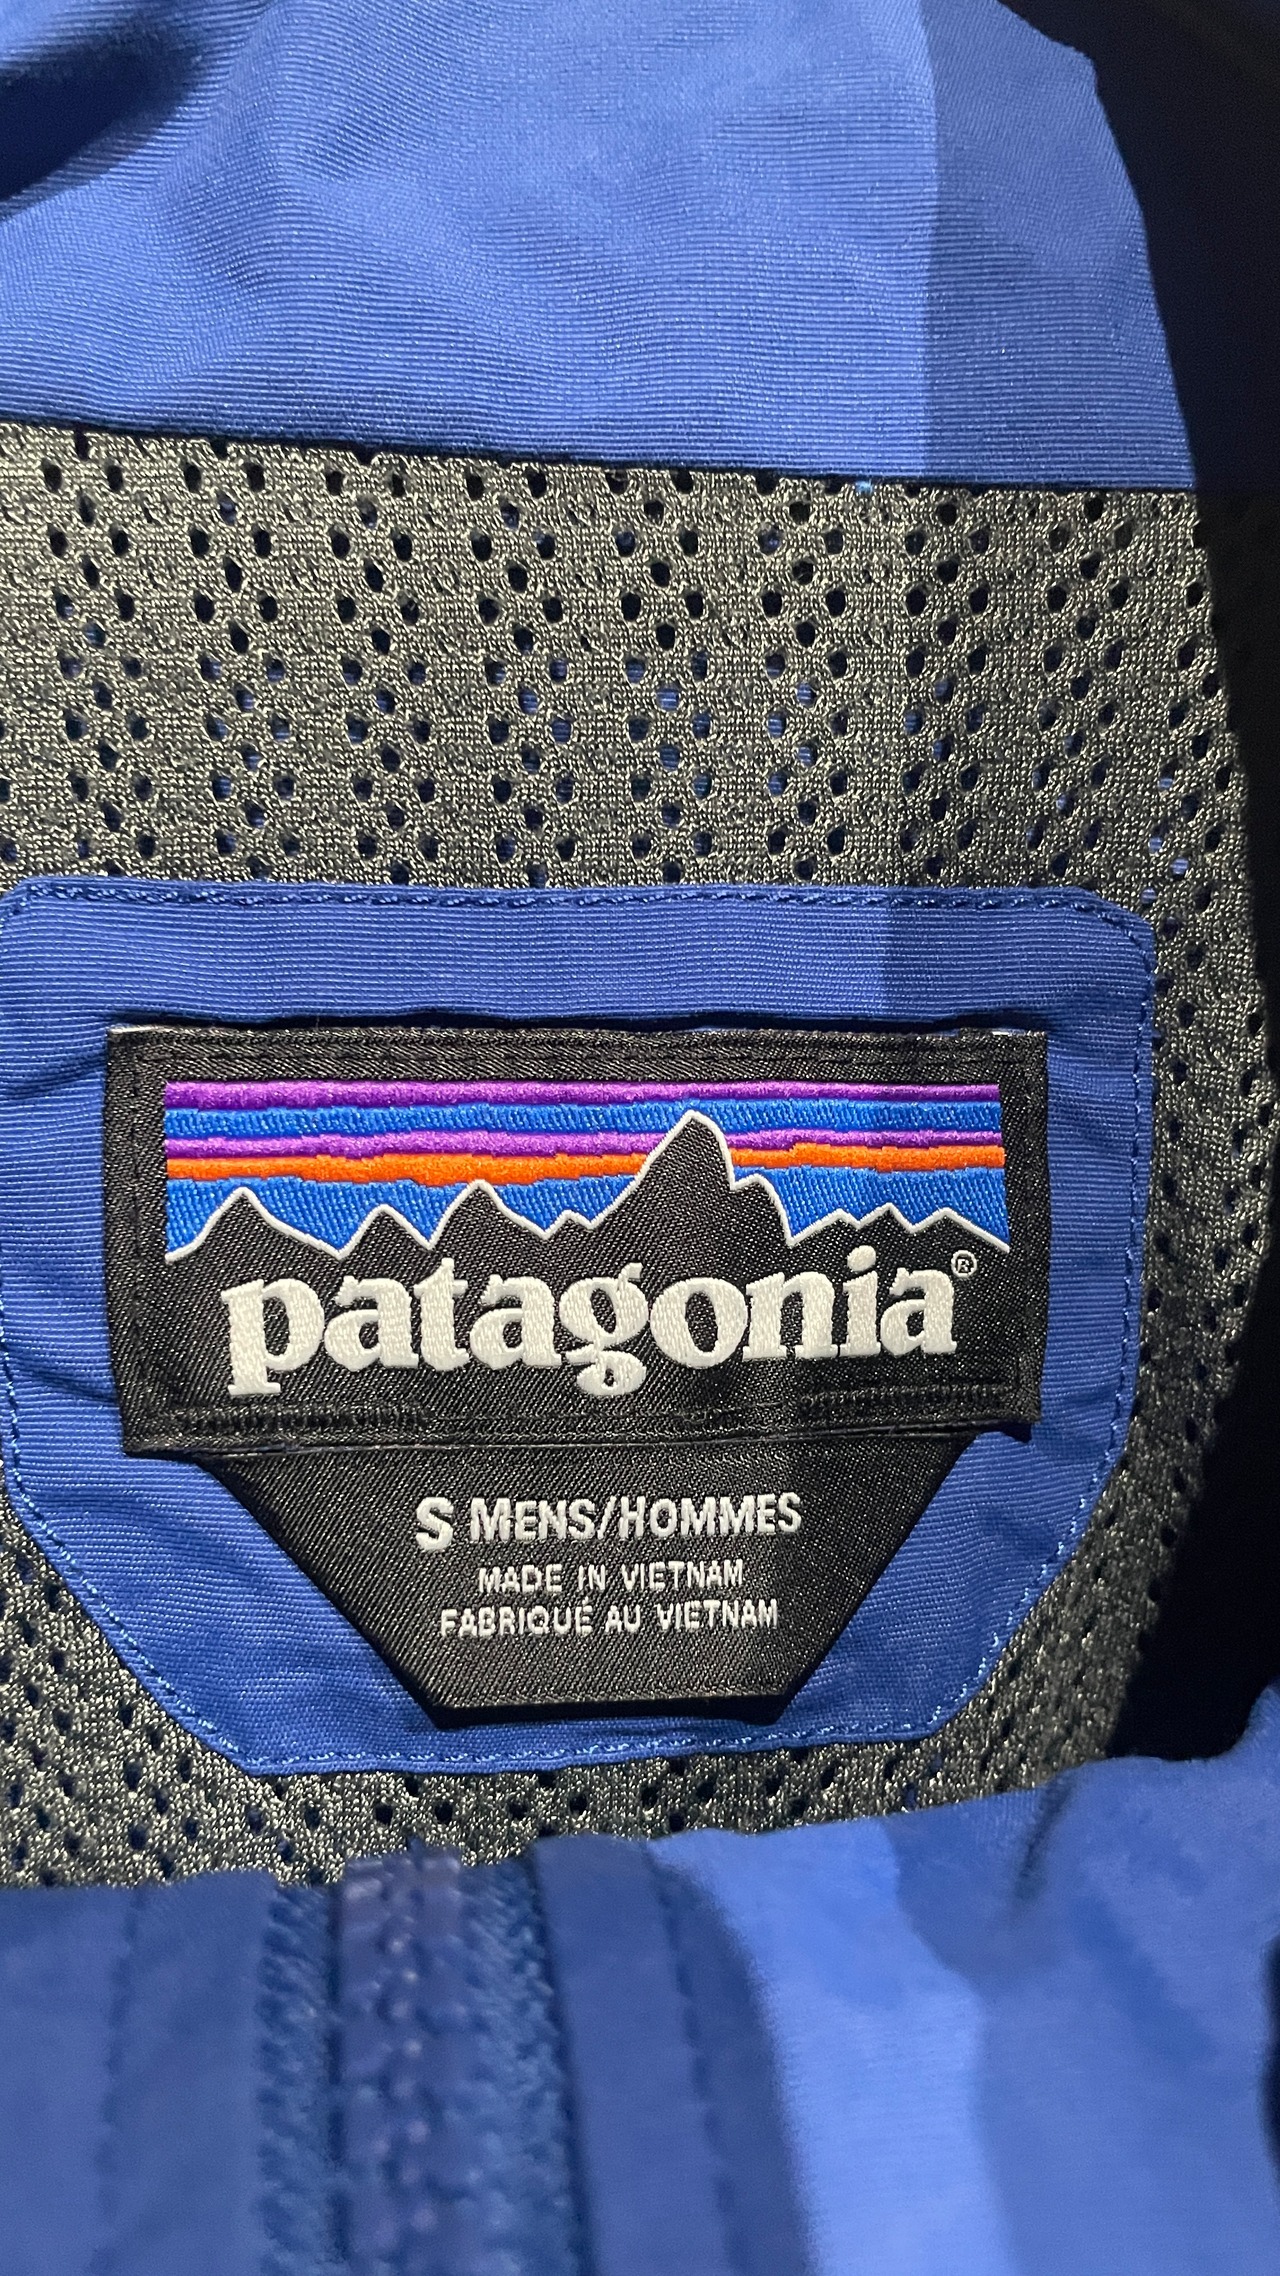 patagonia®
S MENS/HOMMES
MADE IN VIETNAM
FABRIQUÉ AU VIETNAM